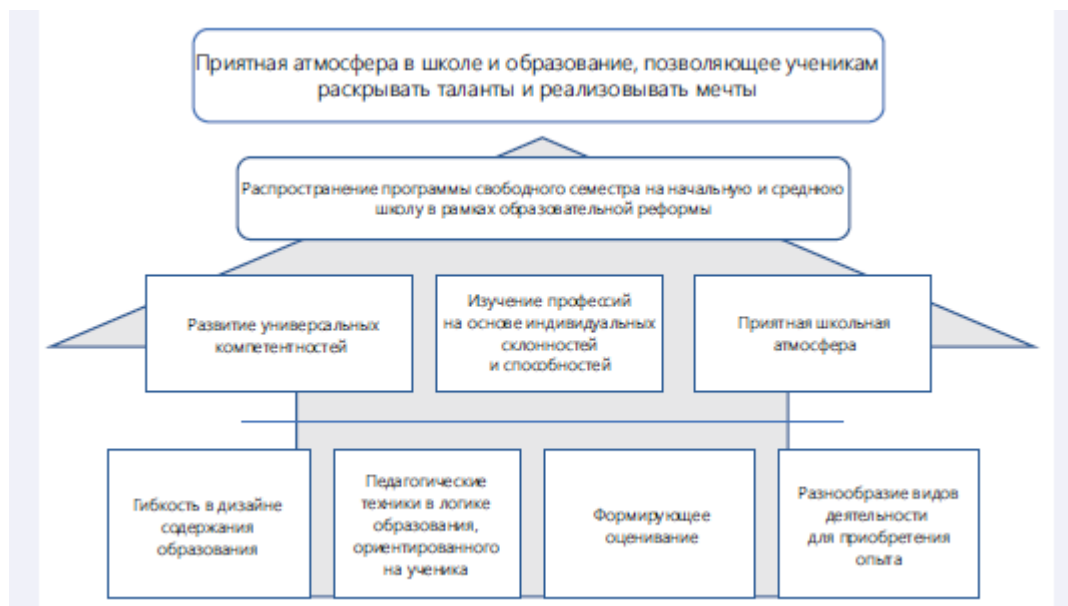 Приятная атмосфера в школе и образование, позволяющее ученикам
раскрывать таланты и реализовывать мечты
Распространение программы свободного семестра на начальную и среднюю
школу в рамках образовательной реформы
Развитие универсальных
компетентностей
Изучение профессий
на основе индивидуальных
склонностей
и способностей
Приятная школьная
атмосфера
Гибкость в дизайне
содержания
образования
Педагогические
техники в логике
образования,
ориентированного
на ученика
Формирующее
оценивание
Разнообразие видов
деятельности
для приобретения
опыта